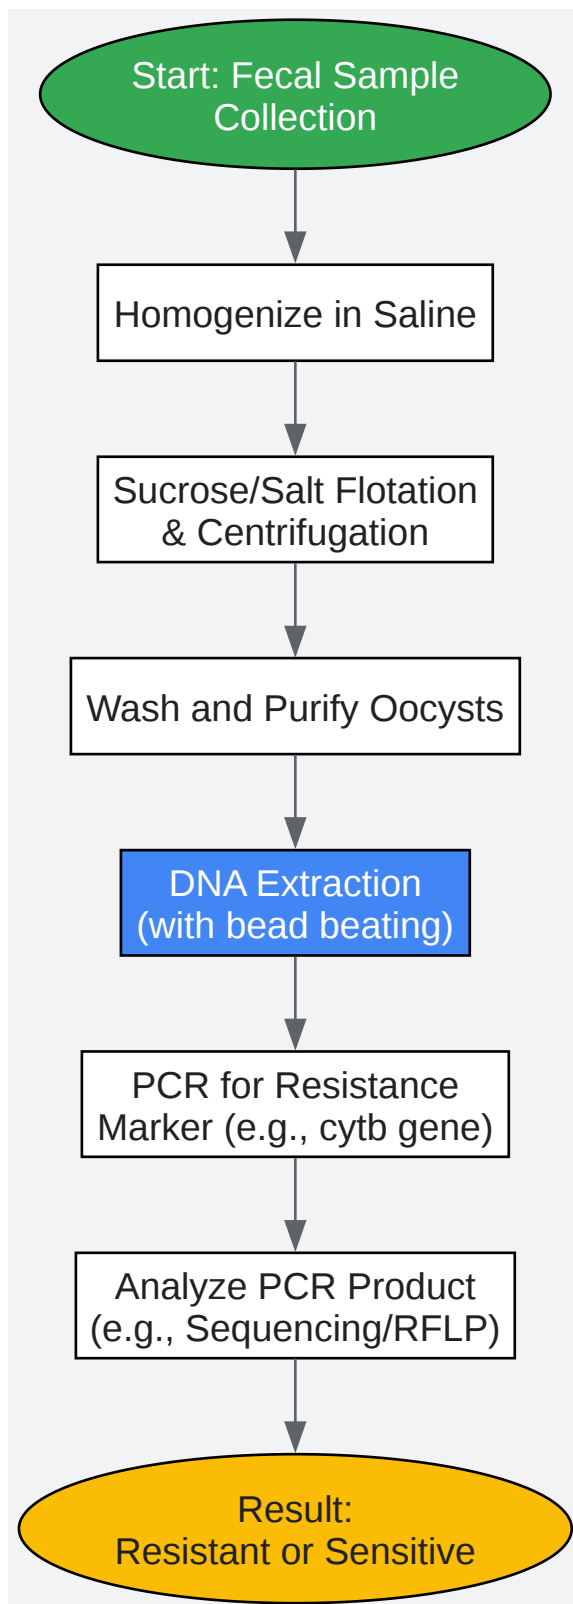 Start: Fecal Sample
Collection
Homogenize in Saline
Sucrose/Salt Flotation
& Centrifugation
Wash and Purify Oocysts
DNA Extraction
(with bead beating)
PCR for Resistance
Marker (e.g., cytb gene)
Analyze PCR Product
(e.g., Sequencing/RFLP)
Result:
Resistant or Sensitive